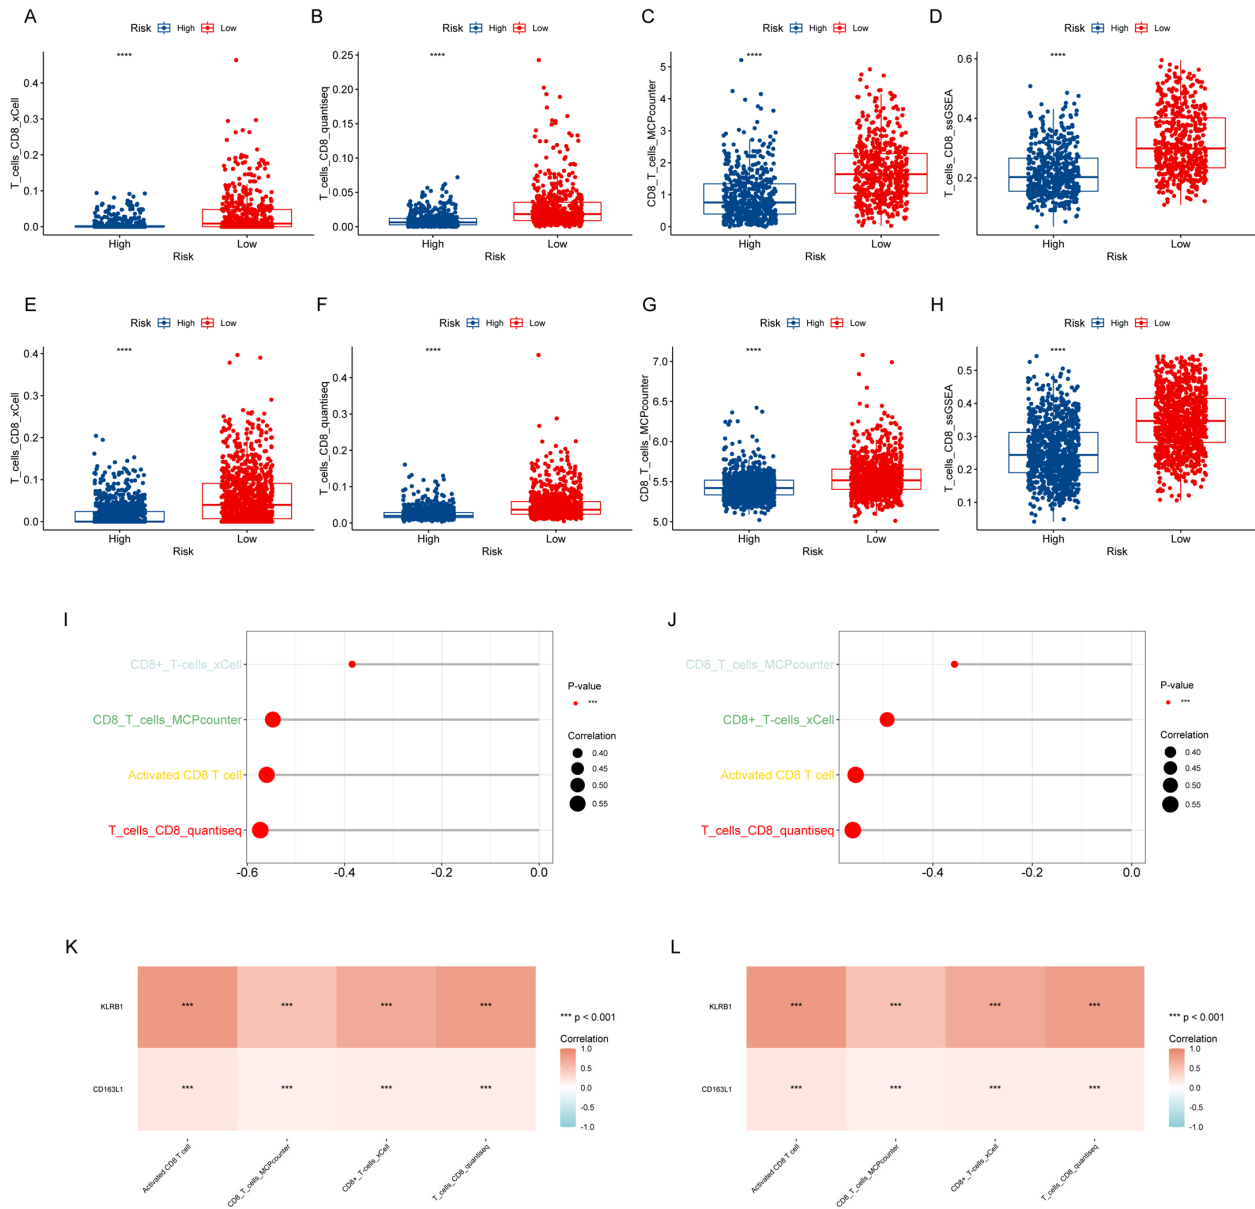 A
Risk High Low
****
T_cells_CD8_xCell
0.4
0.3
0.2
0.1
0.0
High Low
Risk
B
Risk High Low
****
T_cells_CD8_quantiseq
0.25
0.20
0.15
0.10
0.05
0.00
High Low
Risk
C
Risk High Low
****
CD8_T_cells_MCPcounter
5
4
3
2
1
0
High Low
Risk
D
Risk High Low
****
T_cells_CD8_ssGSEA
0.6
0.4
0.2
High Low
Risk
E
Risk High Low
****
T_cells_CD8_xCell
0.4
0.3
0.2
0.1
0.0
High Low
Risk
F
Risk High Low
****
T_cells_CD8_quantiseq
0.4
0.3
0.2
0.1
0.0
High Low
Risk
G
Risk High Low
****
CD8_T_cells_MCPcounter
7.0
6.5
6.0
5.5
5.0
High Low
Risk
H
Risk High Low
****
T_cells_CD8_ssGSEA
0.5
0.4
0.3
0.2
0.1
High Low
Risk
I
CD8+_T-cells_xCell
CD8_T_cells_MCPcounter
Activated CD8 T cell
T_cells_CD8_quantiseq
-0.6 -0.4 -0.2 0.0
P-value
***
Correlation
0.40
0.45
0.50
0.55
J
CD8_T_cells_MCPcounter
CD8+_T-cells_xCell
Activated CD8 T cell
T_cells_CD8_quantiseq
-0.4 -0.2 0.0
P-value
***
Correlation
0.40
0.45
0.50
0.55
K
KLRB1 *** *** *** ***
CD163L1 *** *** *** ***
Activated CD8 T cell
CD8_T_cells_MCPcounter
CD8+_T-cells_xCell
T_cells_CD8_quantiseq
*** p < 0.001
Correlation
1.0
0.5
0.0
-0.5
-1.0
L
KLRB1 *** *** *** ***
CD163L1 *** *** *** ***
Activated CD8 T cell
CD8_T_cells_MCPcounter
CD8+_T-cells_xCell
T_cells_CD8_quantiseq
*** p < 0.001
Correlation
1.0
0.5
0.0
-0.5
-1.0